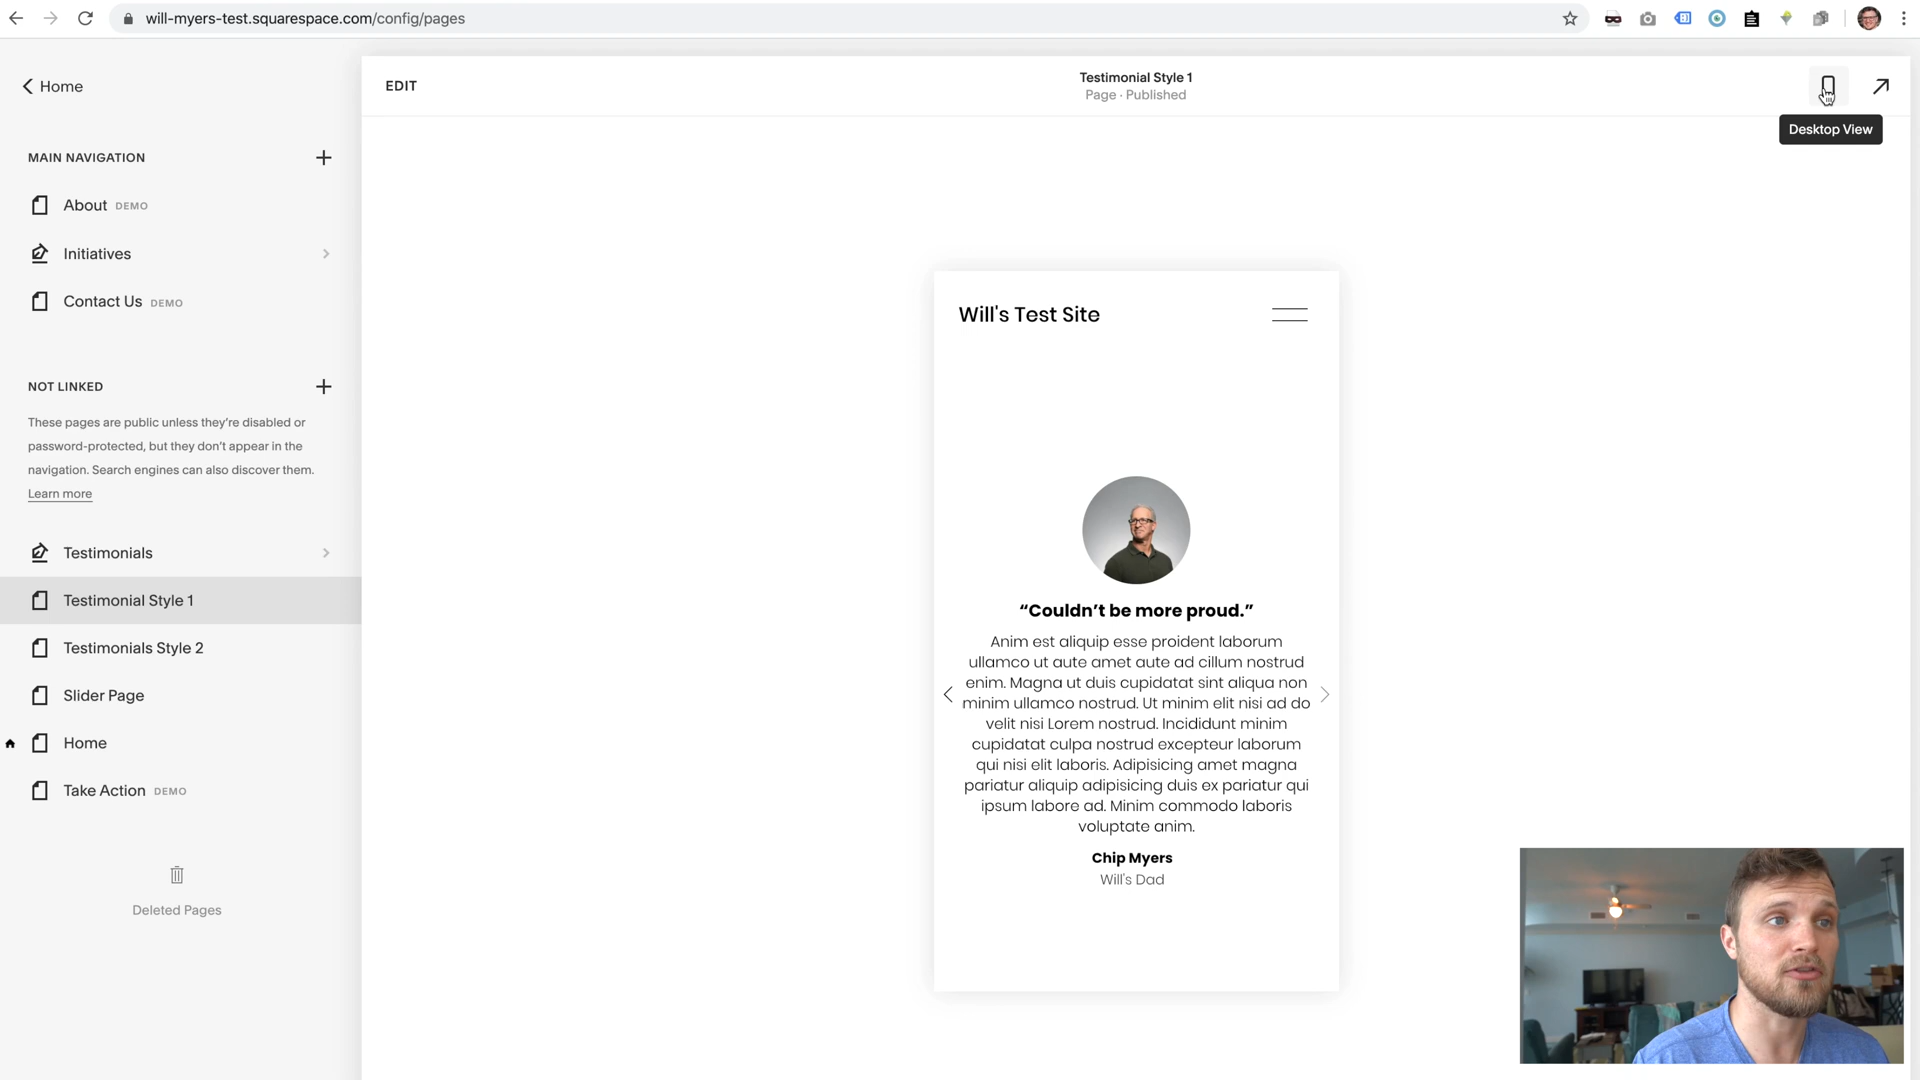 will-myers-test.squarespace.com/config/pages
Home
EDIT
Testimonial Style 1
Page · Published
Desktop View
MAIN NAVIGATION
About DEMO
Initiatives
Contact Us DEMO
NOT LINKED
These pages are public unless they’re disabled or
password-protected, but they don’t appear in the
navigation. Search engines can also discover them.
Learn more
Testimonials
Testimonial Style 1
Testimonials Style 2
Slider Page
Home
Take Action DEMO
Deleted Pages
Will's Test Site
“Couldn’t be more proud.”
Anim est aliquip esse proident laborum
ullamco ut aute amet aute ad cillum nostrud
enim. Magna ut duis cupidatat sint aliqua non
minim ullamco nostrud. Ut minim elit nisi ad do
velit nisi Lorem nostrud. Incididunt minim
cupidatat culpa nostrud excepteur laborum
qui nisi elit laboris. Adipisicing amet magna
pariatur aliquip adipisicing duis ex pariatur qui
ipsum labore ad. Minim commodo laboris
voluptate anim.
Chip Myers
Will's Dad